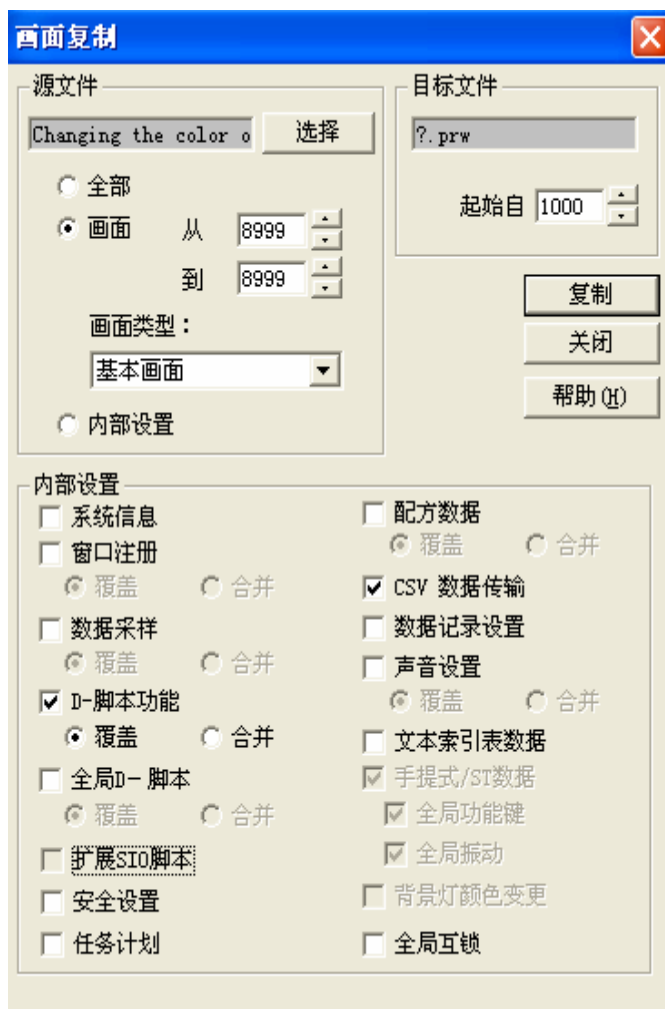 画面复制
源文件
Changing the color o 选择
全部
画面 从 8999
到 8999
画面类型：
基本画面
内部设置
目标文件
?.prw
起始自 1000
复制
关闭
帮助(H)
内部设置
系统信息
窗口注册
覆盖 合并
数据采样
覆盖 合并
D-脚本功能
覆盖 合并
全局D-脚本
覆盖 合并
扩展SIO脚本
安全设置
任务计划
配方数据
覆盖 合并
CSV 数据传输
数据记录设置
声音设置
覆盖 合并
文本索引表数据
手提式/ST数据
全局功能键
全局振动
背景灯颜色变更
全局互锁